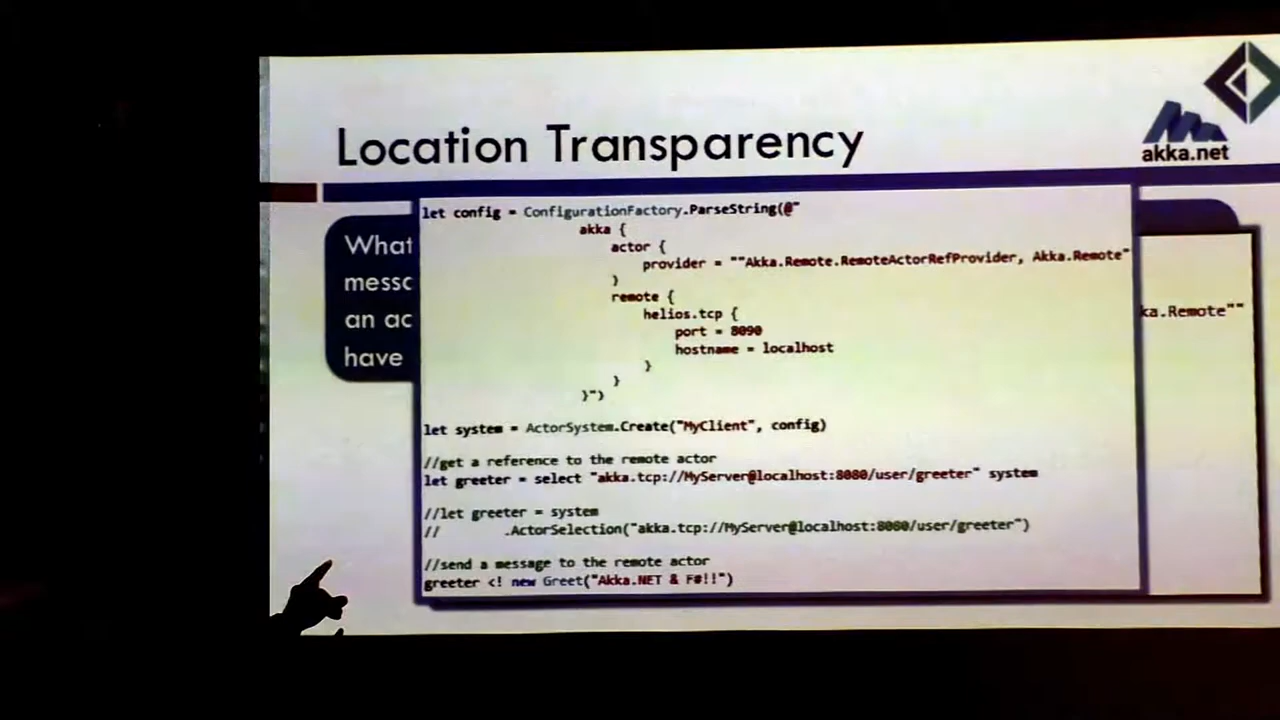 Location Transparency
akka.net
What
messc
an ac
have
let config = ConfigurationFactory.ParseString(@"
akka {
actor {
provider = ""Akka.Remote.RemoteActorRefProvider, Akka.Remote"
}
remote {
helios.tcp {
port = 8090
hostname = localhost
}
}
}")
ka.Remote""
let system = ActorSystem.Create("MyClient", config)
//get a reference to the remote actor
let greeter = select "akka.tcp://MyServer@localhost:8080/user/greeter" system
//let greeter = system
// .ActorSelection("akka.tcp://MyServer@localhost:8080/user/greeter")
//send a message to the remote actor
greeter <! new Greet("Akka.NET & F#!!")